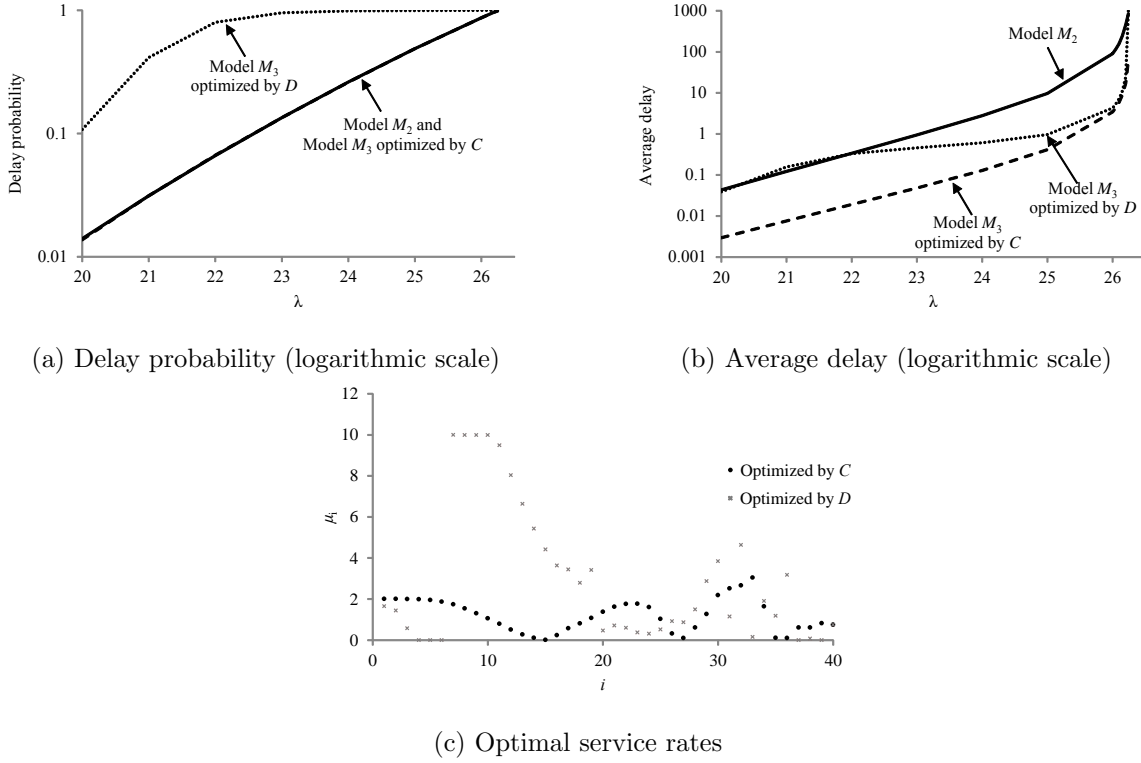 1
0.1
0.01
20 21 22 23 24 25 26
Delay probability
λ
Model M3
optimized by D
Model M2 and
Model M3 optimized by C
(a) Delay probability (logarithmic scale)
1000
100
10
1
0.1
0.01
0.001
20 21 22 23 24 25 26
Average delay
λ
Model M2
Model M3
optimized by D
Model M3
optimized by C
(b) Average delay (logarithmic scale)
12
10
8
6
4
2
0
0 10 20 30 40
μi
i
Optimized by C
Optimized by D
(c) Optimal service rates